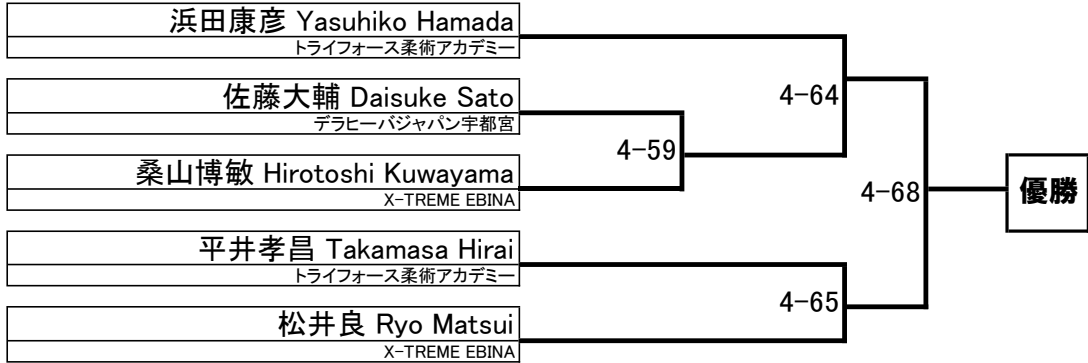 浜田康彦 Yasuhiko Hamada
トライフォース柔術アカデミー
佐藤大輔 Daisuke Sato
デラヒーバジャパン宇都宮
桑山博敏 Hirotoshi Kuwayama
X-TREME EBINA
平井孝昌 Takamasa Hirai
トライフォース柔術アカデミー
松井良 Ryo Matsui
X-TREME EBINA
4-59
4-64
4-65
4-68
優勝